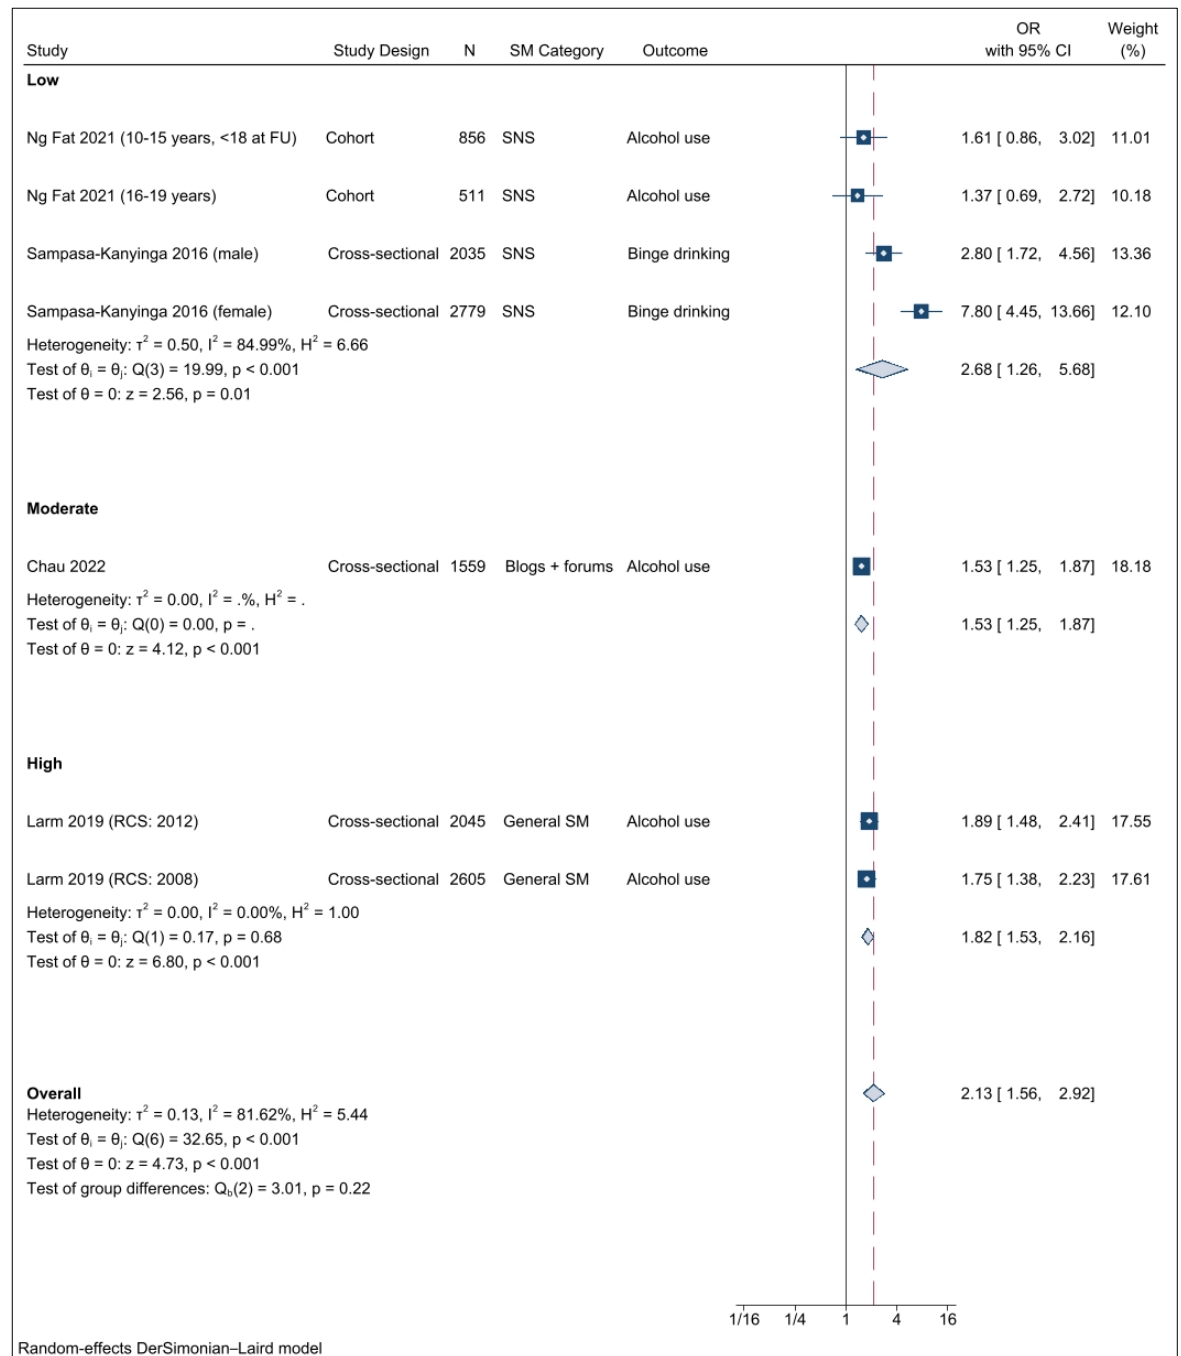 OR Weight
Study Study Design N SM Category Outcome with 95% CI (%)
Low
Ng Fat 2021 (10-15 years, <18 at FU) Cohort 856 SNS Alcohol use 1.61 [ 0.86, 3.02] 11.01
Ng Fat 2021 (16-19 years) Cohort 511 SNS Alcohol use 1.37 [ 0.69, 2.72] 10.18
Sampasa-Kanyinga 2016 (male) Cross-sectional 2035 SNS Binge drinking 2.80 [ 1.72, 4.56] 13.36
Sampasa-Kanyinga 2016 (female) Cross-sectional 2779 SNS Binge drinking 7.80 [ 4.45, 13.66] 12.10
Heterogeneity: τ² = 0.50, I² = 84.99%, H² = 6.66
Test of θᵢ = θⱼ: Q(3) = 19.99, p < 0.001 2.68 [ 1.26, 5.68]
Test of θ = 0: z = 2.56, p = 0.01
Moderate
Chau 2022 Cross-sectional 1559 Blogs + forums Alcohol use 1.53 [ 1.25, 1.87] 18.18
Heterogeneity: τ² = 0.00, I² = .%, H² = .
Test of θᵢ = θⱼ: Q(0) = 0.00, p = . 1.53 [ 1.25, 1.87]
Test of θ = 0: z = 4.12, p < 0.001
High
Larm 2019 (RCS: 2012) Cross-sectional 2045 General SM Alcohol use 1.89 [ 1.48, 2.41] 17.55
Larm 2019 (RCS: 2008) Cross-sectional 2605 General SM Alcohol use 1.75 [ 1.38, 2.23] 17.61
Heterogeneity: τ² = 0.00, I² = 0.00%, H² = 1.00
Test of θᵢ = θⱼ: Q(1) = 0.17, p = 0.68 1.82 [ 1.53, 2.16]
Test of θ = 0: z = 6.80, p < 0.001
Overall 2.13 [ 1.56, 2.92]
Heterogeneity: τ² = 0.13, I² = 81.62%, H² = 5.44
Test of θᵢ = θⱼ: Q(6) = 32.65, p < 0.001
Test of θ = 0: z = 4.73, p < 0.001
Test of group differences: Q_b(2) = 3.01, p = 0.22
1/16 1/4 1 4 16
Random-effects DerSimonian–Laird model